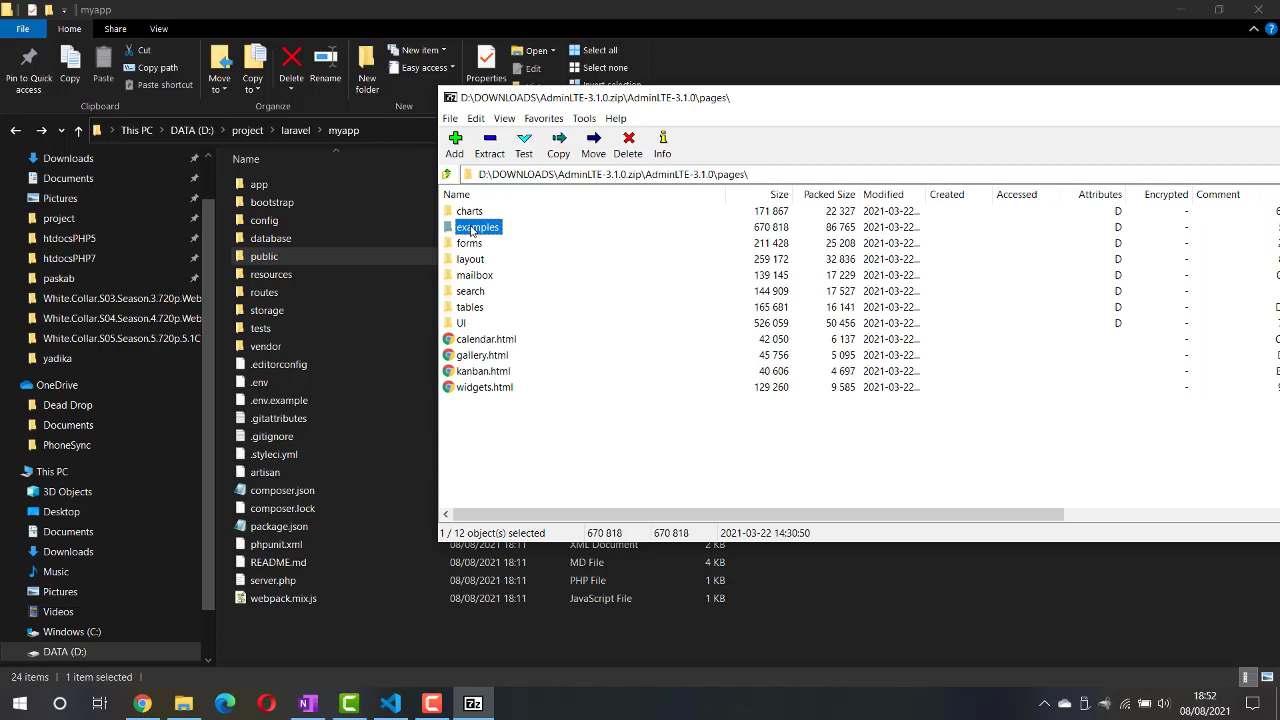 myapp
File Home Share View
Pin to Quick access
Copy
Paste
Cut
Copy path
Paste shortcut
Clipboard
Move to
Copy to
Delete
Rename
Organize
New folder
New item
Easy access
New
Properties
Open
Edit
Select all
Select none
This PC DATA (D:) project laravel myapp
Downloads
Documents
Pictures
project
htdocsPHP5
htdocsPHP7
paskab
White.Collar.S03.Season.3.720p.Web
White.Collar.S04.Season.4.720p.Web
White.Collar.S05.Season.5.720p.5.1C
yadika
OneDrive
Dead Drop
Documents
PhoneSync
This PC
3D Objects
Desktop
Documents
Downloads
Music
Pictures
Videos
Windows (C:)
DATA (D:)
Name
app
bootstrap
config
database
public
resources
routes
storage
tests
vendor
.editorconfig
.env
.env.example
.gitattributes
.gitignore
.styleci.yml
artisan
composer.json
composer.lock
package.json
phpunit.xml 08/08/2021 18:11 XML Document 2 KB
README.md 08/08/2021 18:11 MD File 4 KB
server.php 08/08/2021 18:11 PHP File 1 KB
webpack.mix.js 08/08/2021 18:11 JavaScript File 1 KB
7z D:\DOWNLOADS\AdminLTE-3.1.0.zip\AdminLTE-3.1.0\pages\
File Edit View Favorites Tools Help
Add Extract Test Copy Move Delete Info
D:\DOWNLOADS\AdminLTE-3.1.0.zip\AdminLTE-3.1.0\pages\
Name Size Packed Size Modified Created Accessed Attributes Encrypted Comment
charts 171 867 22 327 2021-03-22... D -
examples 670 818 86 765 2021-03-22... D -
forms 211 428 25 208 2021-03-22... D -
layout 259 172 32 836 2021-03-22... D -
mailbox 139 145 17 229 2021-03-22... D -
search 144 909 17 527 2021-03-22... D -
tables 165 681 16 141 2021-03-22... D -
UI 526 059 50 456 2021-03-22... D -
calendar.html 42 050 6 137 2021-03-22... -
gallery.html 45 756 5 095 2021-03-22... -
kanban.html 40 606 4 697 2021-03-22... -
widgets.html 129 260 9 585 2021-03-22... -
1 / 12 object(s) selected 670 818 670 818 2021-03-22 14:30:50
24 items 1 item selected
7z
18:52
08/08/2021